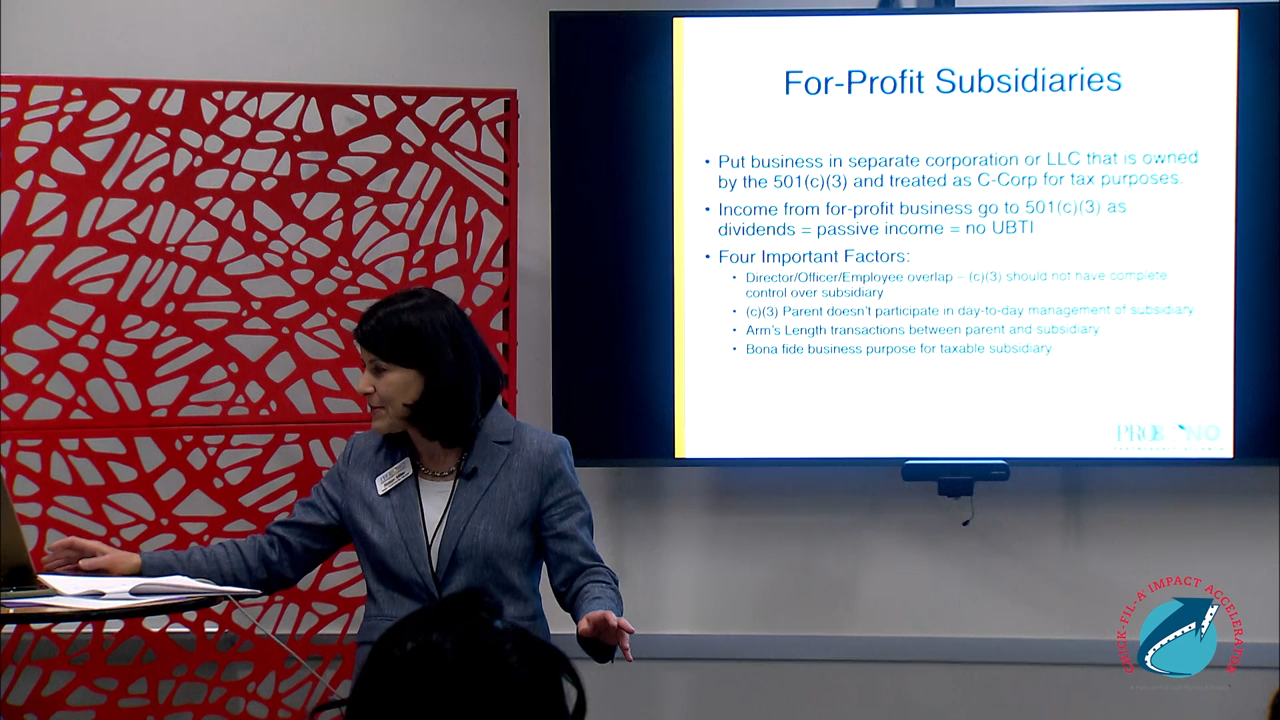 For-Profit Subsidiaries
• Put business in separate corporation or LLC that is owned
by the 501(c)(3) and treated as C-Corp for tax purposes.
• Income from for-profit business go to 501(c)(3) as
dividends = passive income = no UBTI
• Four Important Factors:
• Director/Officer/Employee overlap – (c)(3) should not have complete
control over subsidiary
• (c)(3) Parent doesn't participate in day-to-day management of subsidiary
• Arm's Length transactions between parent and subsidiary
• Bona fide business purpose for taxable subsidiary
CHICK-FIL-A IMPACT ACCELERATOR